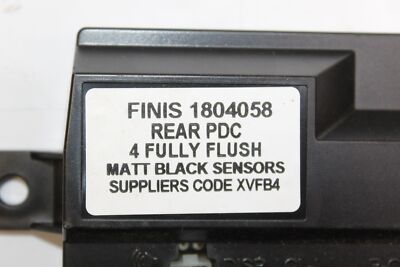 FINIS 1804058
REAR PDC
4 FULLY FLUSH
MATT BLACK SENSORS
SUPPLIERS CODE XVFB4